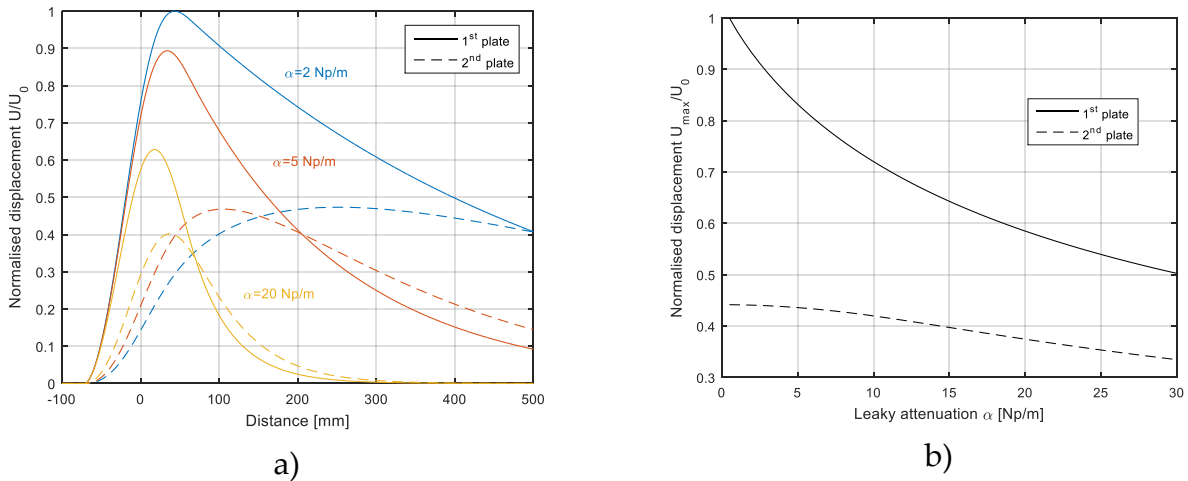 Normalised displacement U/U0
1
0.9
0.8
0.7
0.6
0.5
0.4
0.3
0.2
0.1
0
-100 0 100 200 300 400 500
Distance [mm]
1st plate
2nd plate
α=2 Np/m
α=5 Np/m
α=20 Np/m
a)
Normalised displacement Umax/U0
1
0.9
0.8
0.7
0.6
0.5
0.4
0.3
0 5 10 15 20 25 30
Leaky attenuation α [Np/m]
1st plate
2nd plate
b)